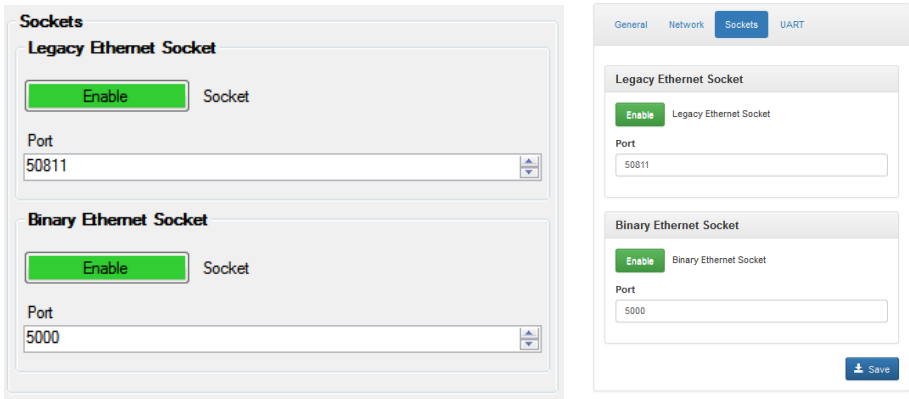 Sockets
Legacy Ethernet Socket
Enable Socket
Port
50811
Binary Ethernet Socket
Enable Socket
Port
5000
General Network Sockets UART
Legacy Ethernet Socket
Enable Legacy Ethernet Socket
Port
50811
Binary Ethernet Socket
Enable Binary Ethernet Socket
Port
5000
Save